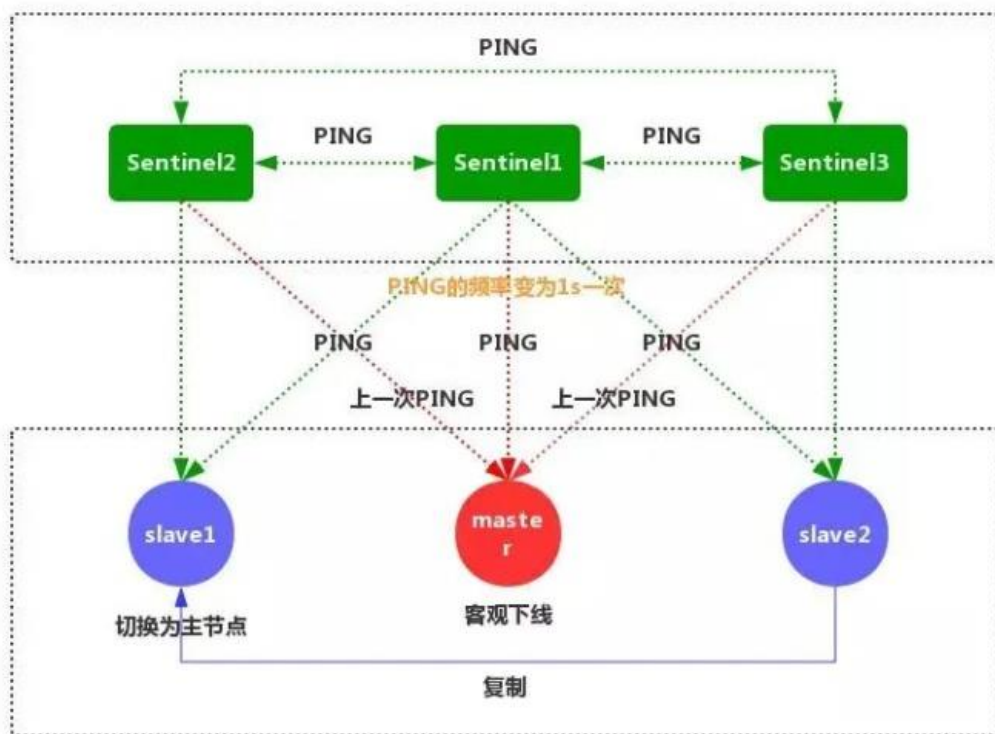 PING
PING
PING
Sentinel2
Sentinel1
Sentinel3
PING的频率变为1s一次
PING
PING
PING
上一次PING
上一次PING
slave1
maste
r
slave2
切换为主节点
客观下线
复制